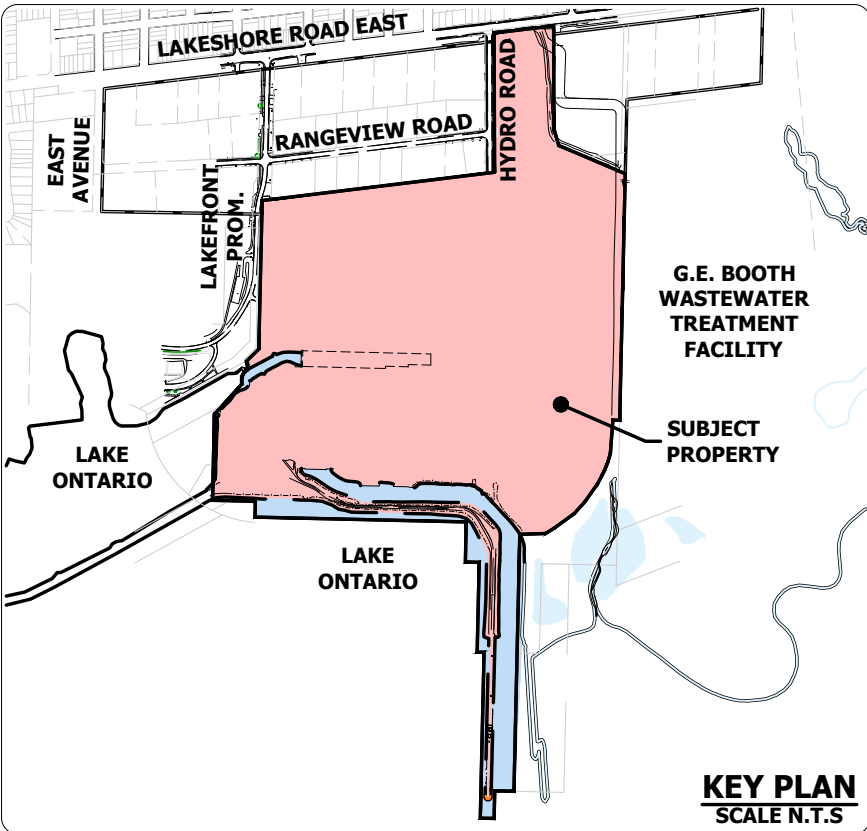 LAKESHORE ROAD EAST
HYDRO ROAD
RANGEVIEW ROAD
EAST
AVENUE
LAKEFRONT
PROM.
G.E. BOOTH
WASTEWATER
TREATMENT
FACILITY
SUBJECT
PROPERTY
LAKE
ONTARIO
LAKE
ONTARIO
KEY PLAN
SCALE N.T.S